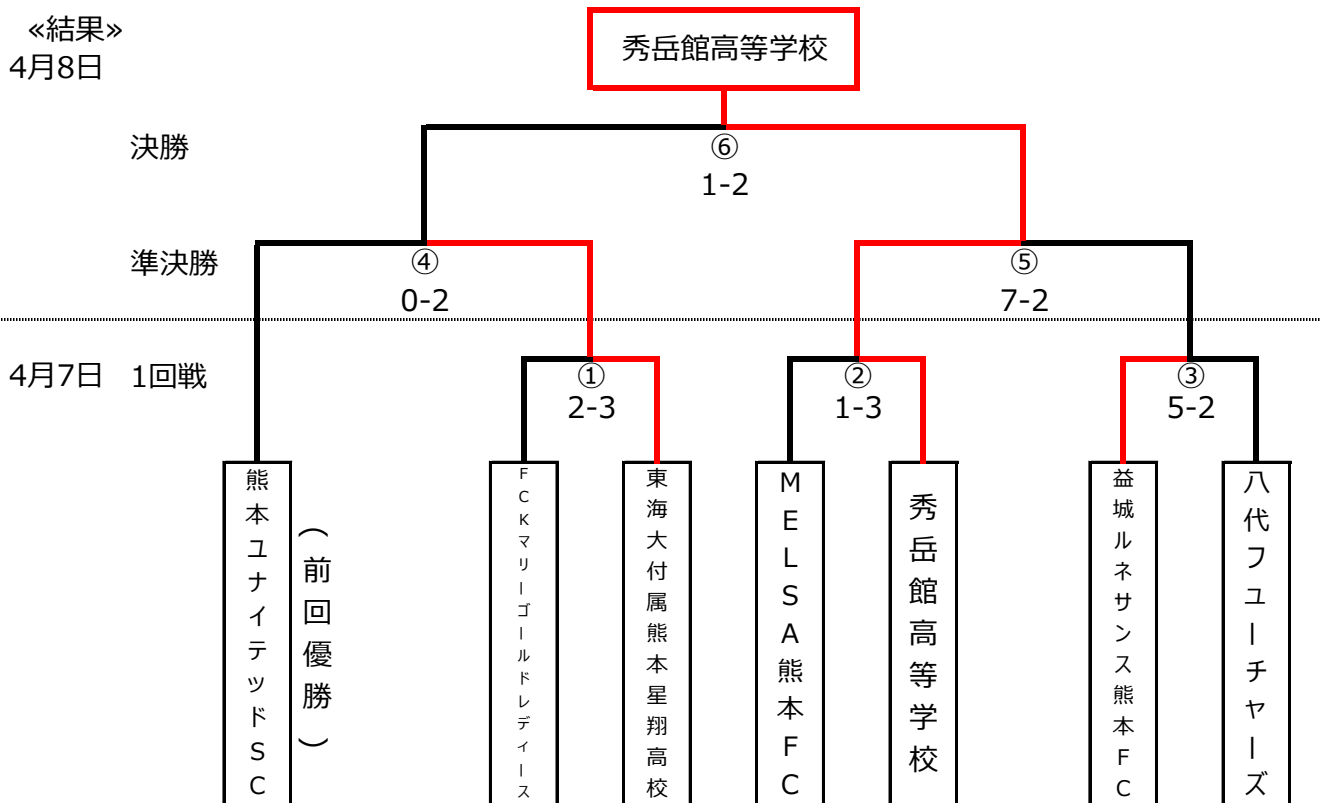 ≪結果≫
4月8日
秀岳館高等学校
決勝
⑥
1-2
準決勝
④
0-2
⑤
7-2
4月7日 1回戦
①
2-3
②
1-3
③
5-2
熊本ユナイテッドSC
（前回優勝）
FCKマリーゴールドレディース
東海大付属熊本星翔高校
MELSA熊本FC
秀岳館高等学校
益城ルネサンス熊本FC
八代フューチャーズ